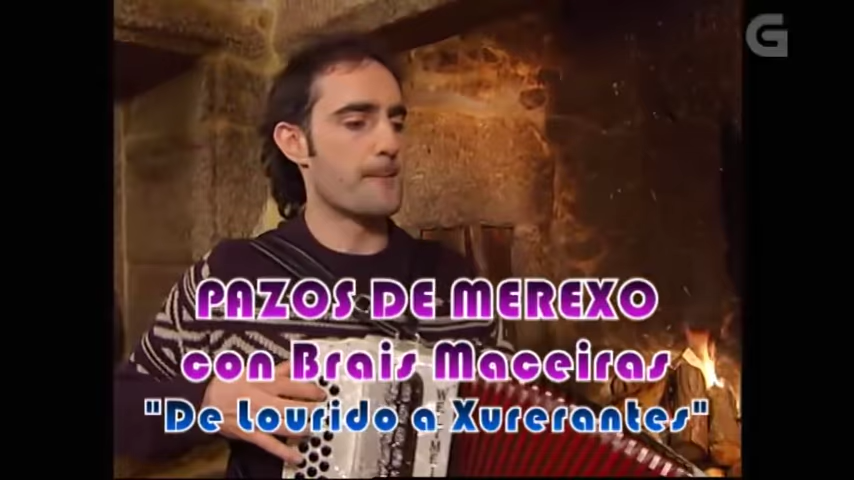 G
PAZOS DE MEREXO
con Brais Maceiras
"De Lourido a Xurerantes"